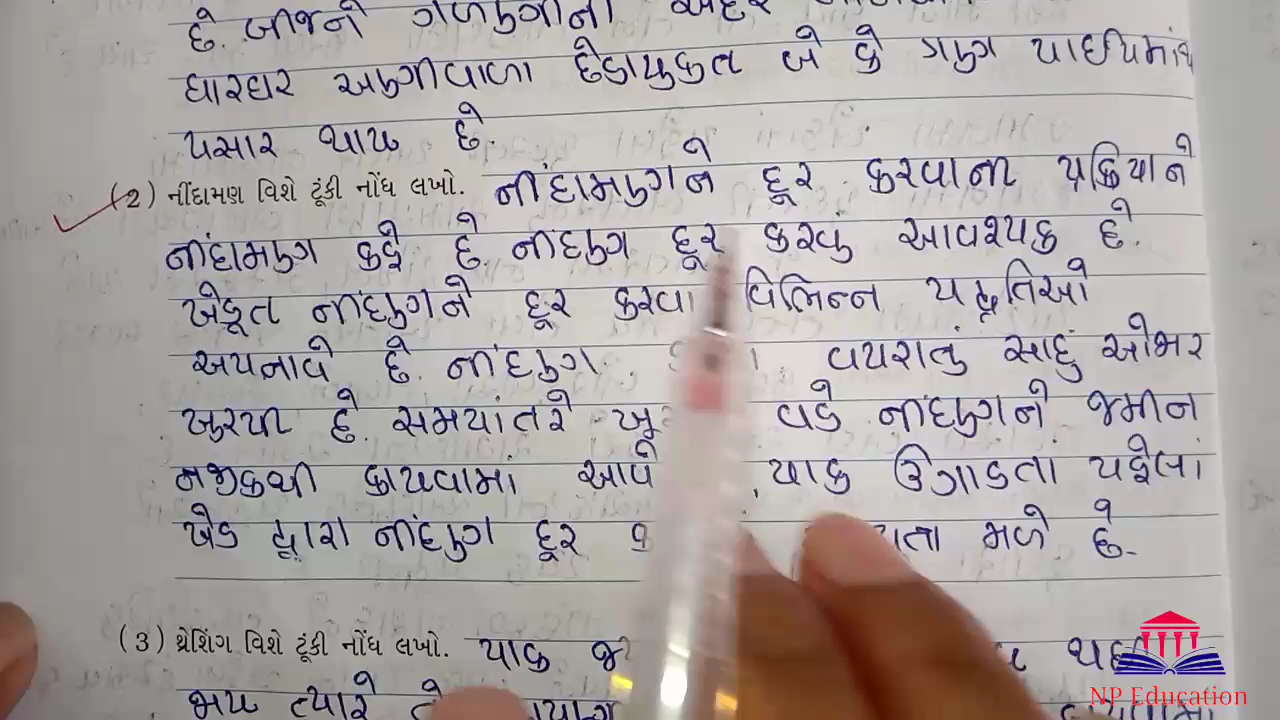 છે. બીજને ગળણીના
ધારદાર અણીવાળા છેડાયુક્ત બે કે ત્રણ પાઈપમાંથ
પસાર થાય છે.
(2) નીંદામણ વિશે ટૂંકી નોંધ લખો. નીંદામણને દૂર કરવાની પ્રક્રિયાને
નીંદામણ કહે છે. નીંદણ દૂર કરવું આવશ્યક છે.
ખેડૂત નીંદણને દૂર કરવા વિભિન્ન પદ્ધતિઓ
અપનાવે છે. નીંદણ વપરાતું સાદું ઓજાર
ખુરપી છે. સમયાંતરે ખુ વડે નીંદણને જમીન
નજીકથી કાપવામાં આવે પાક ઉગાડતાં પહેલાં
ખેડ દ્વારા નીંદણ દૂર મળે છે.
(3) થ્રેશિંગ વિશે ટૂંકી નોંધ લખો. પાક
જાય ત્યારે
NP Education